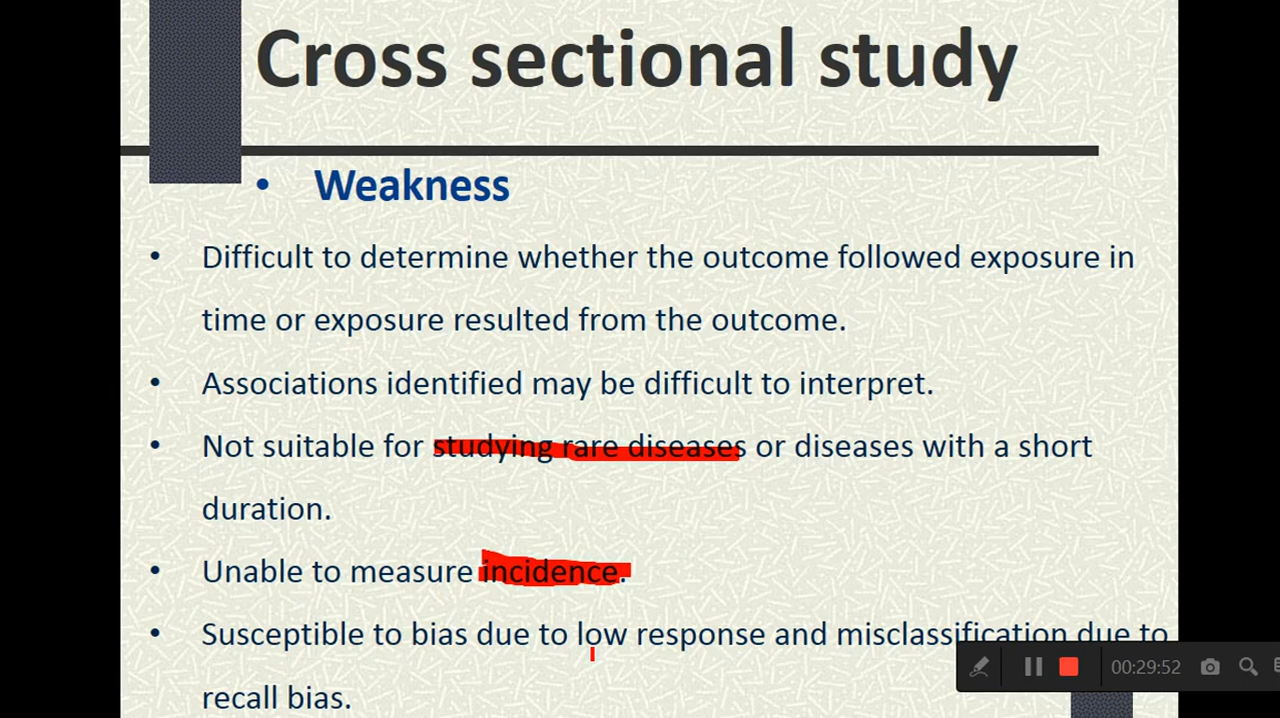 Cross sectional study
• Weakness
• Difficult to determine whether the outcome followed exposure in
time or exposure resulted from the outcome.
• Associations identified may be difficult to interpret.
• Not suitable for studying rare diseases or diseases with a short
duration.
• Unable to measure incidence.
• Susceptible to bias due to low response and misclassification due to
recall bias.
00:29:52